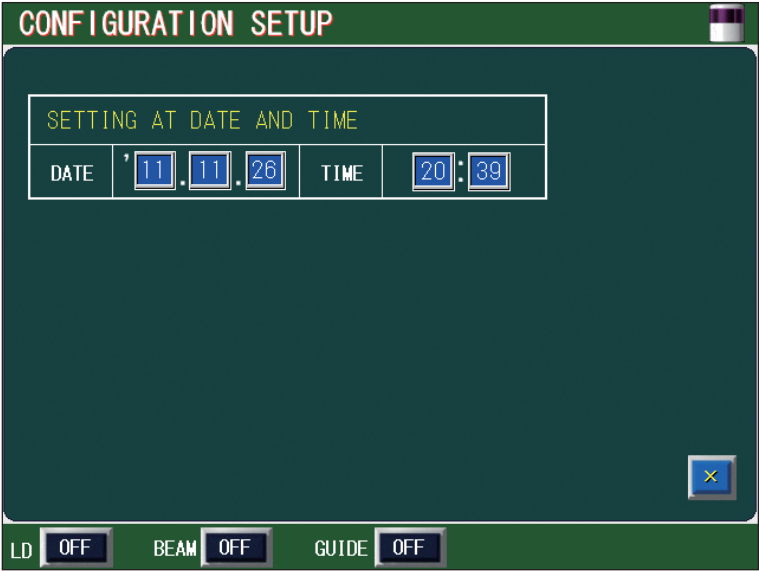 CONFIGURATION SETUP
SETTING AT DATE AND TIME
DATE '11.11.26 TIME 20:39
×
LD OFF BEAM OFF GUIDE OFF